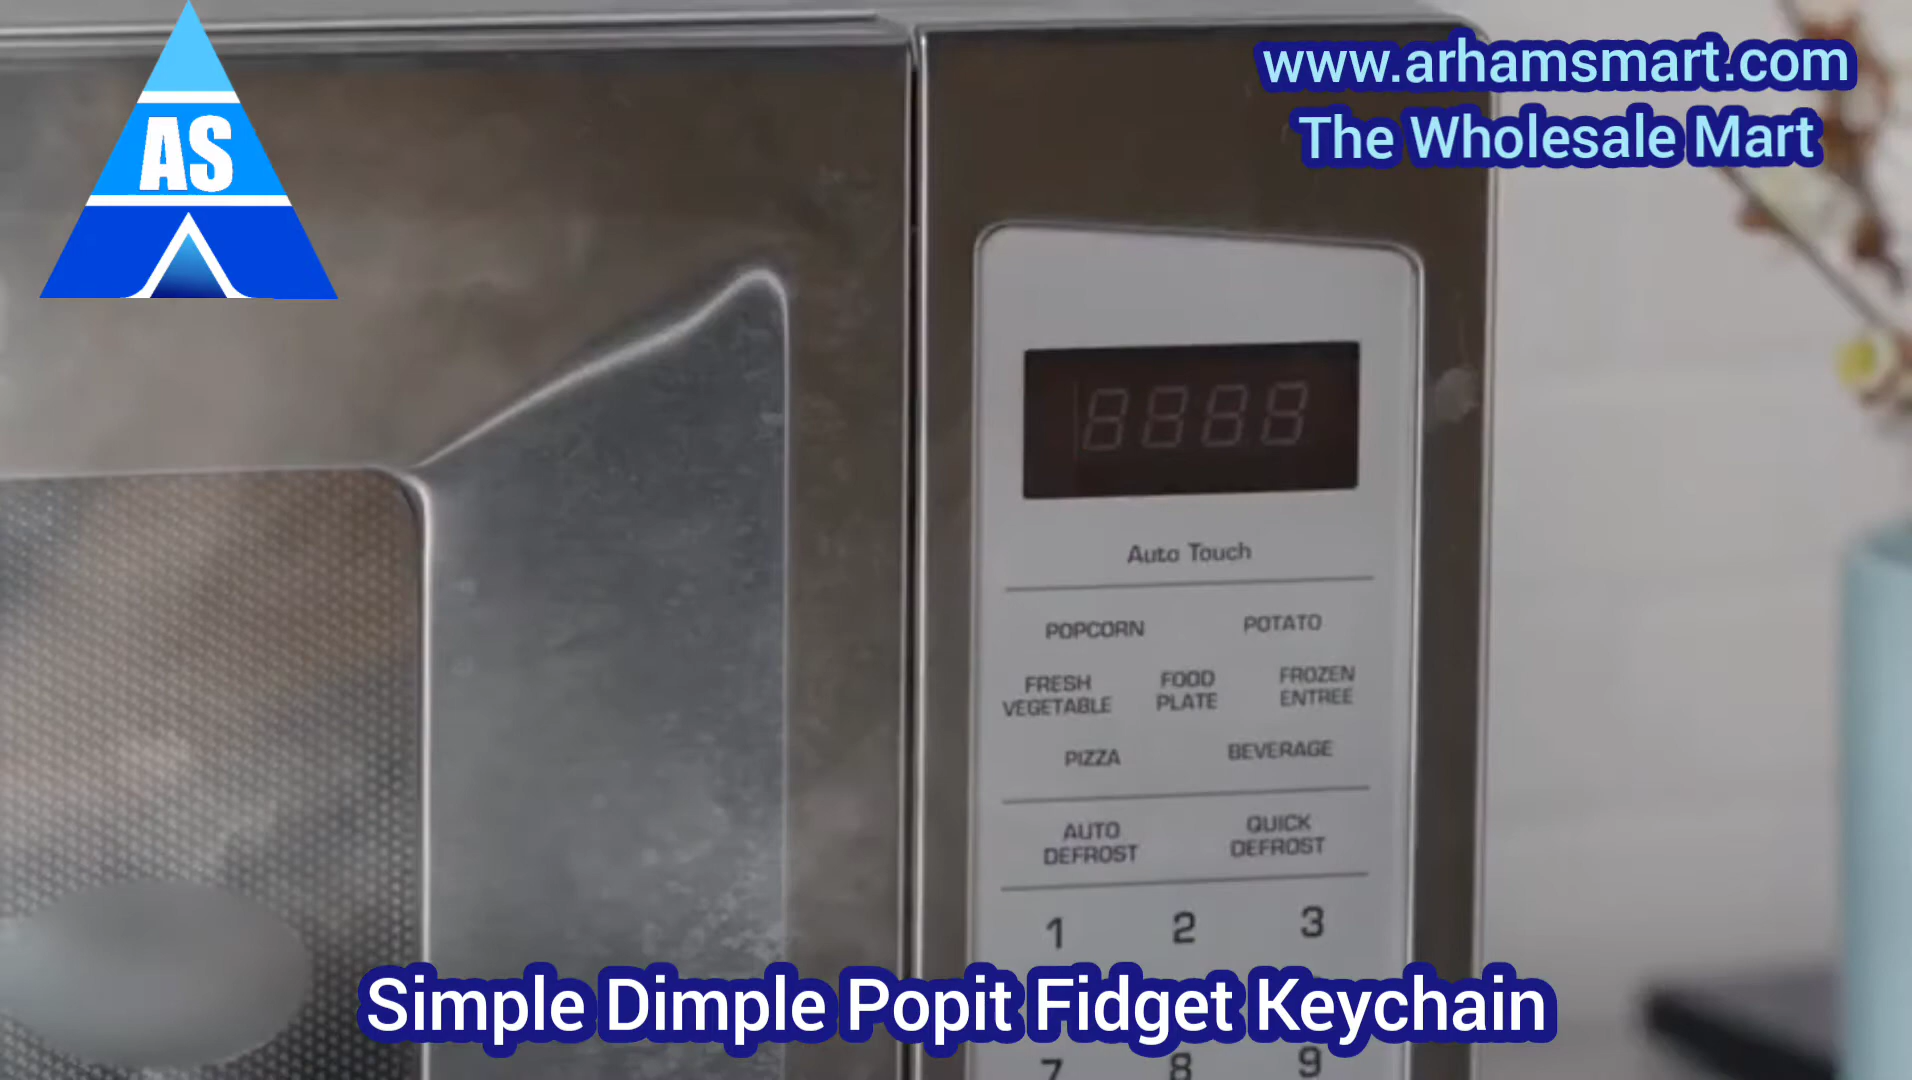 AS
www.arhamsmart.com
The Wholesale Mart
8888
Auto Touch
POPCORN POTATO
FRESH VEGETABLE FOOD PLATE FROZEN ENTREE
PIZZA BEVERAGE
AUTO DEFROST QUICK DEFROST
1 2 3
Simple Dimple Popit Fidget Keychain
7 8 9